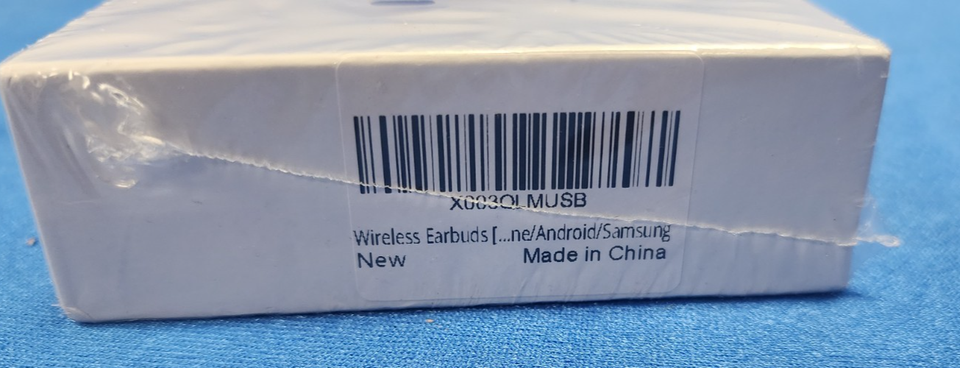 X003QLMUSB
Wireless Earbuds [...ne/Android/Samsung
New
Made in China